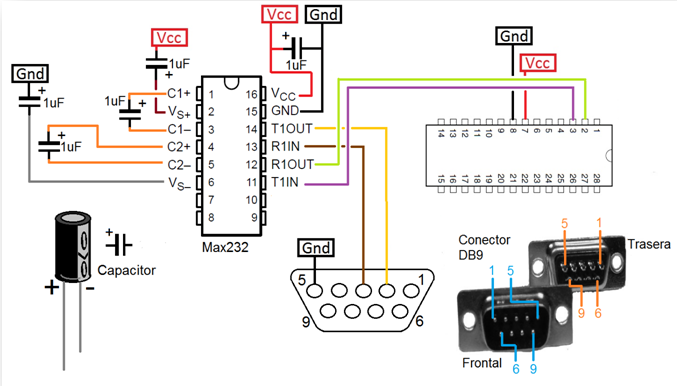 Vcc
Gnd
Vcc
Gnd
Gnd
Vcc
1uF
1uF
1uF
1uF
1uF
C1+
VS+
C1−
C2+
C2−
VS−
1
2
3
4
5
6
7
8
16
15
14
13
12
11
10
9
VCC
GND
T1OUT
R1IN
R1OUT
T1IN
Max232
14 13 12 11 10 9 8 7 6 5 4 3 2 1
15 16 17 18 19 20 21 22 23 24 25 26 27 28
Capacitor
+ -
Gnd
5 1
9 6
Conector
DB9
Trasera
5 1
9 6
1 5
6 9
Frontal